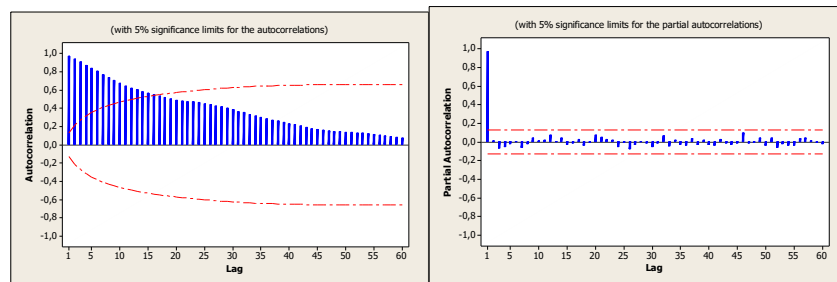 (with 5% significance limits for the autocorrelations)
1,0
0,8
0,6
0,4
0,2
0,0
-0,2
-0,4
-0,6
-0,8
-1,0
Autocorrelation
1 5 10 15 20 25 30 35 40 45 50 55 60
Lag
(with 5% significance limits for the partial autocorrelations)
1,0
0,8
0,6
0,4
0,2
0,0
-0,2
-0,4
-0,6
-0,8
-1,0
Partial Autocorrelation
1 5 10 15 20 25 30 35 40 45 50 55 60
Lag